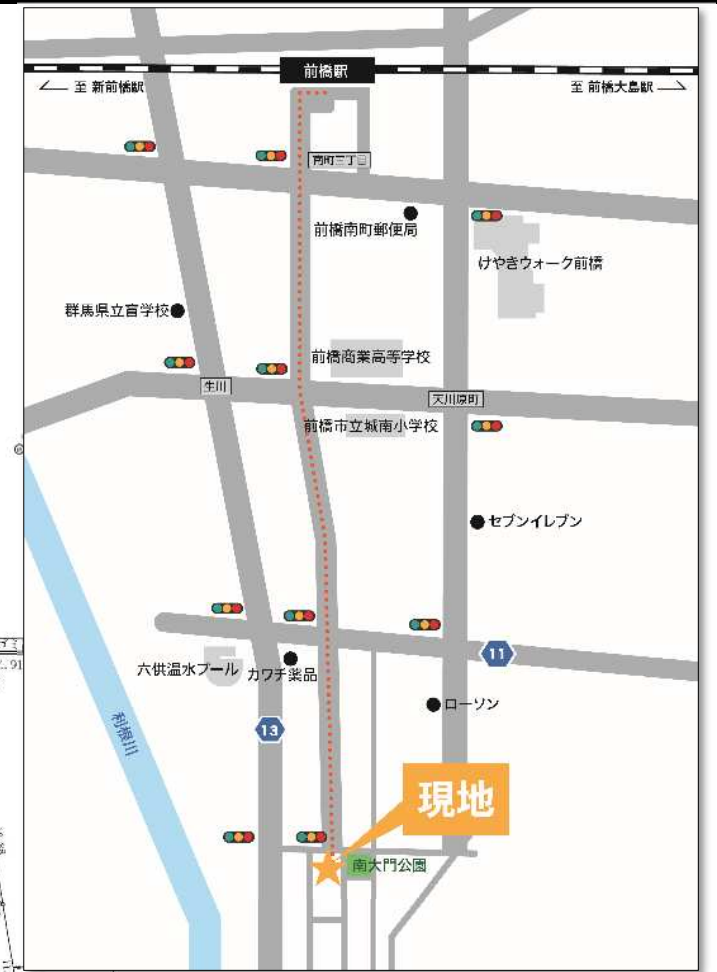 前橋駅
至 新前橋駅
至 前橋大島駅
南町三丁目
前橋南町郵便局
けやきウォーク前橋
群馬県立盲学校
前橋商業高等学校
生川
天川原町
前橋市立城南小学校
セブンイレブン
11
六供温水プール
カワチ薬品
ローソン
13
利根川
現地
南大門公園
91